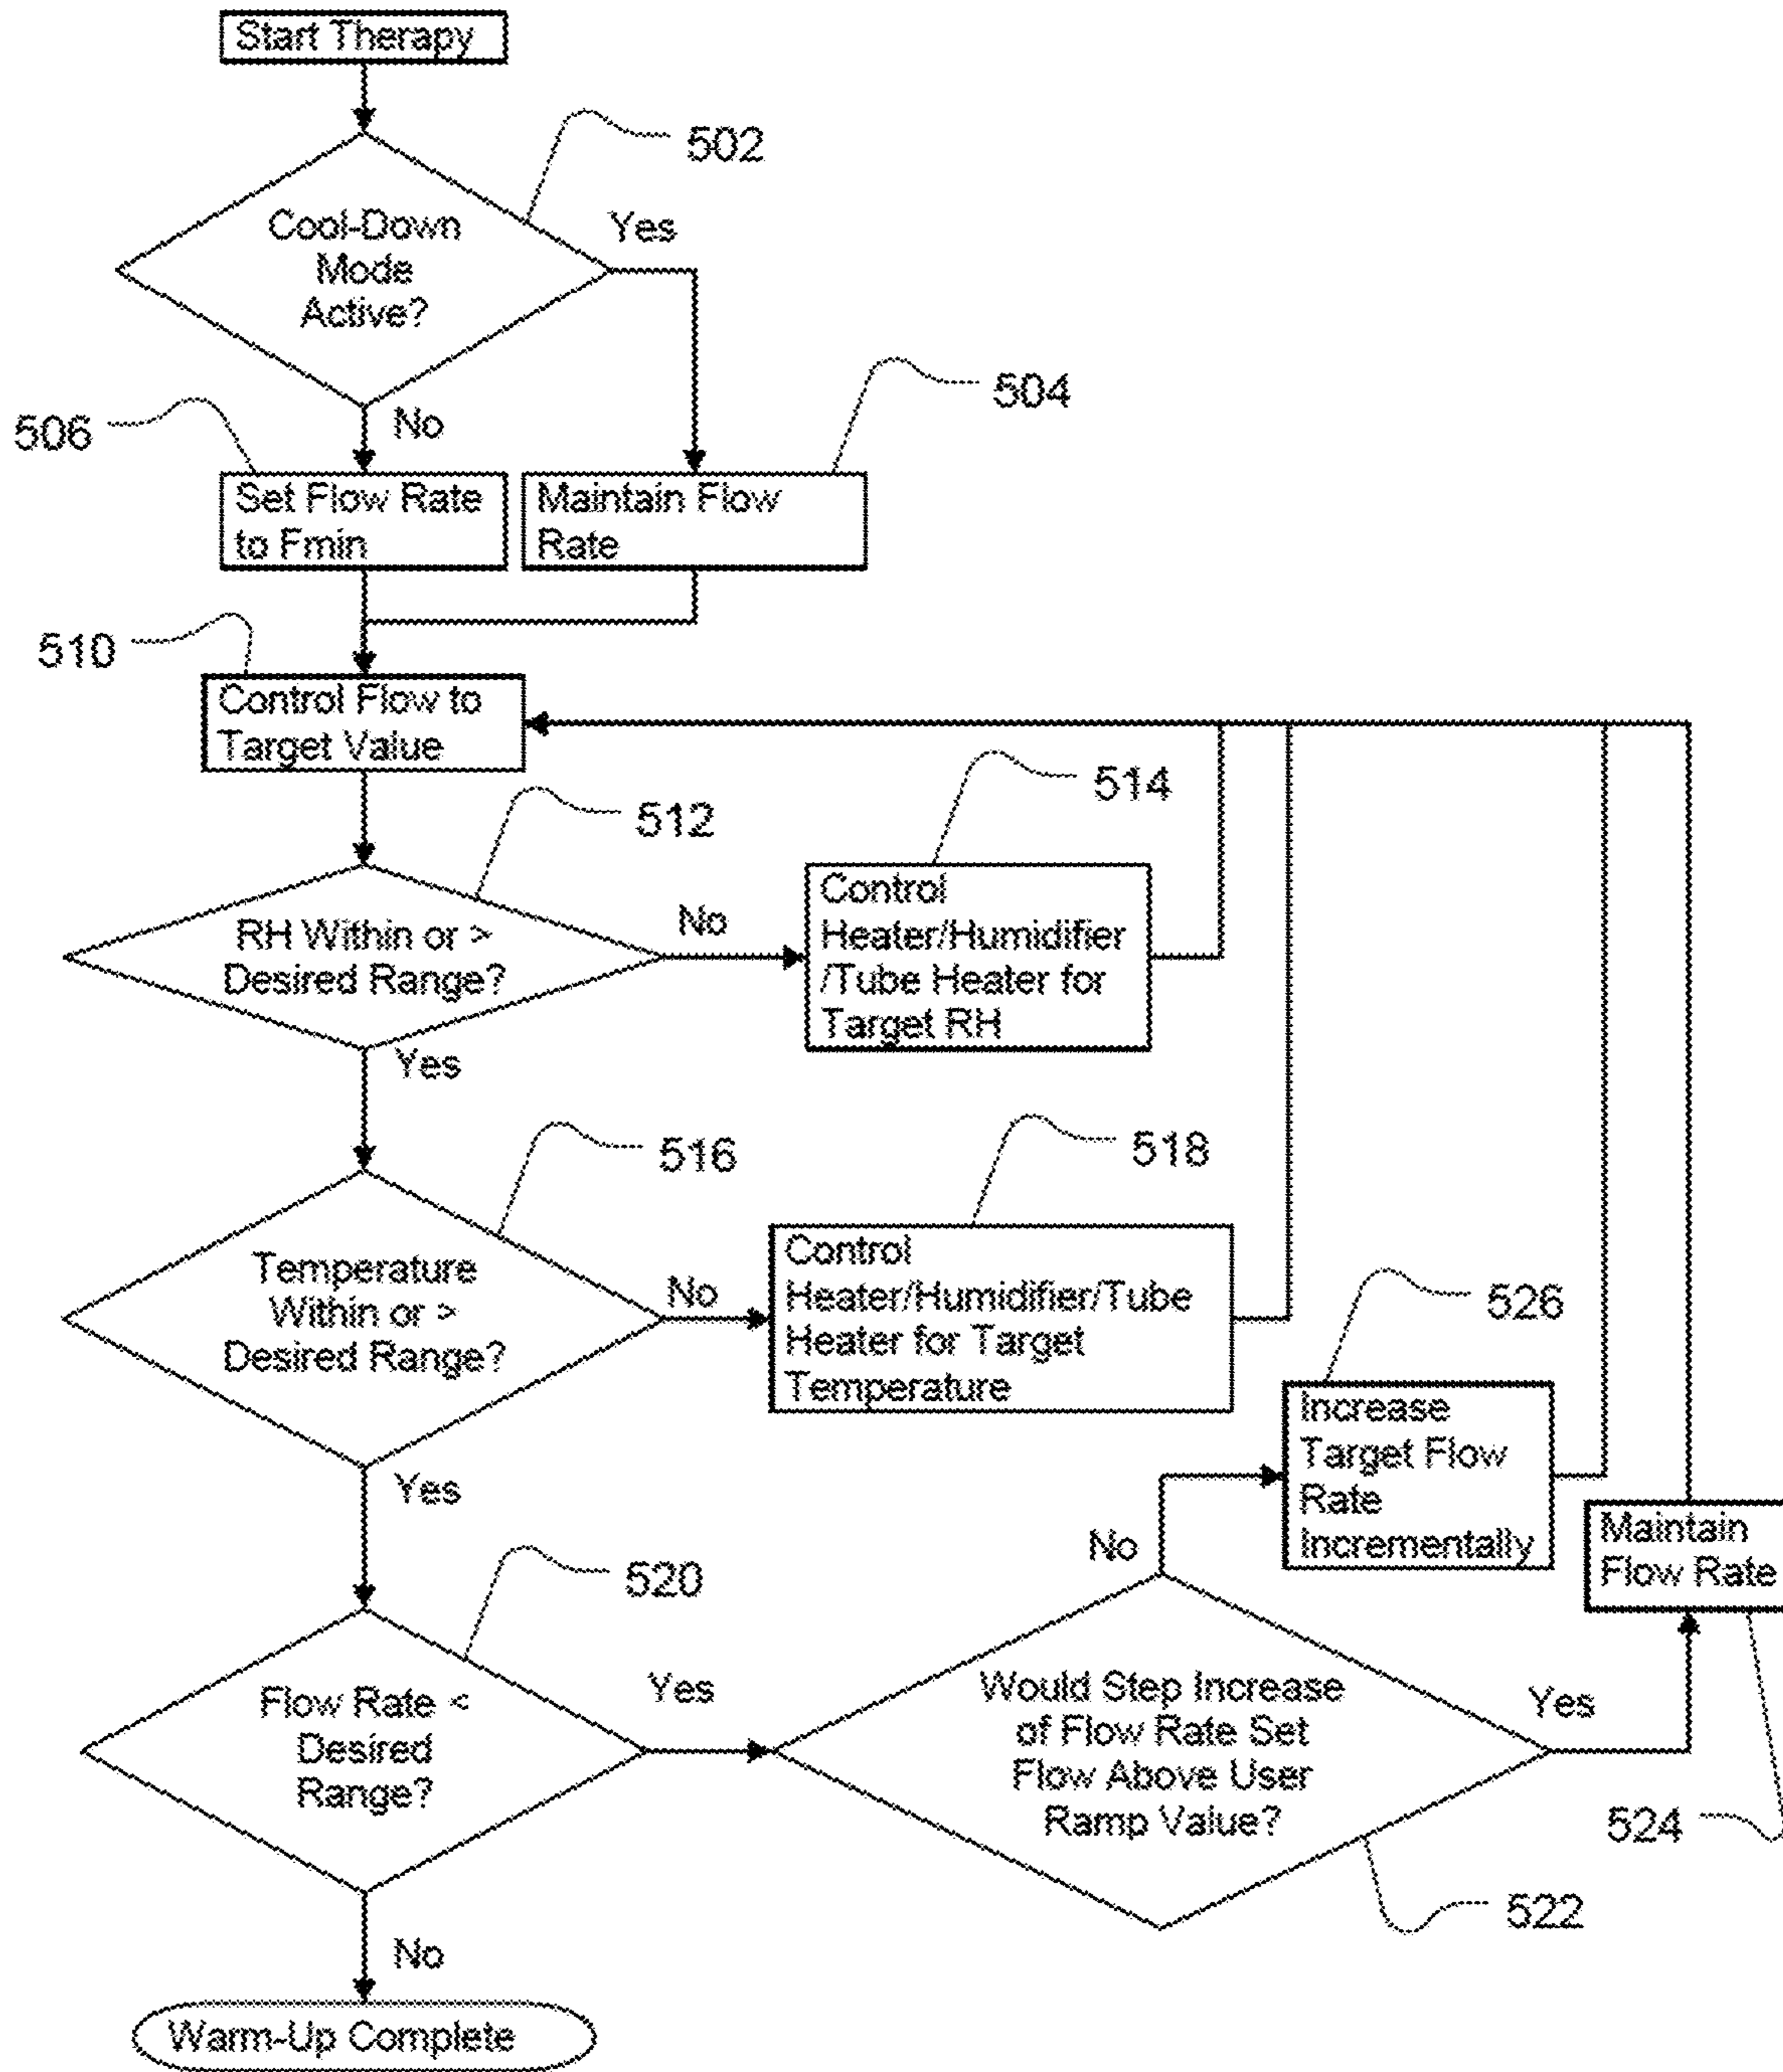 Start Therapy
502
Cool-Down
Mode
Active?
Yes
No
504
506
Set Flow Rate
to Fmin
Maintain Flow
Rate
510
Control Flow to
Target Value
512
RH Within or >
Desired Range?
No
Yes
514
Control
Heater/Humidifier
/Tube Heater for
Target RH
516
Temperature
Within or >
Desired Range?
No
Yes
518
Control
Heater/Humidifier/Tube
Heater for Target
Temperature
526
Increase
Target Flow
Rate
Incrementally
Maintain
Flow Rate
524
520
Flow Rate <
Desired
Range?
Yes
No
Would Step Increase
of Flow Rate Set
Flow Above User
Ramp Value?
No
Yes
522
Warm-Up Complete